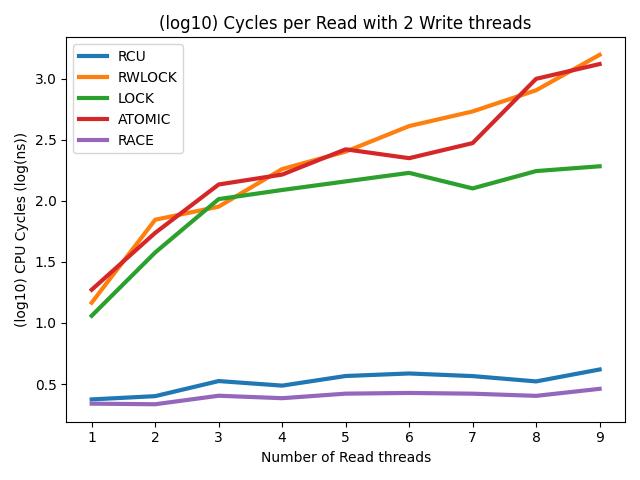 (log10) Cycles per Read with 2 Write threads
RCU
RWLOCK
LOCK
ATOMIC
RACE
(log10) CPU Cycles (log(ns))
3.0
2.5
2.0
1.5
1.0
0.5
1 2 3 4 5 6 7 8 9
Number of Read threads